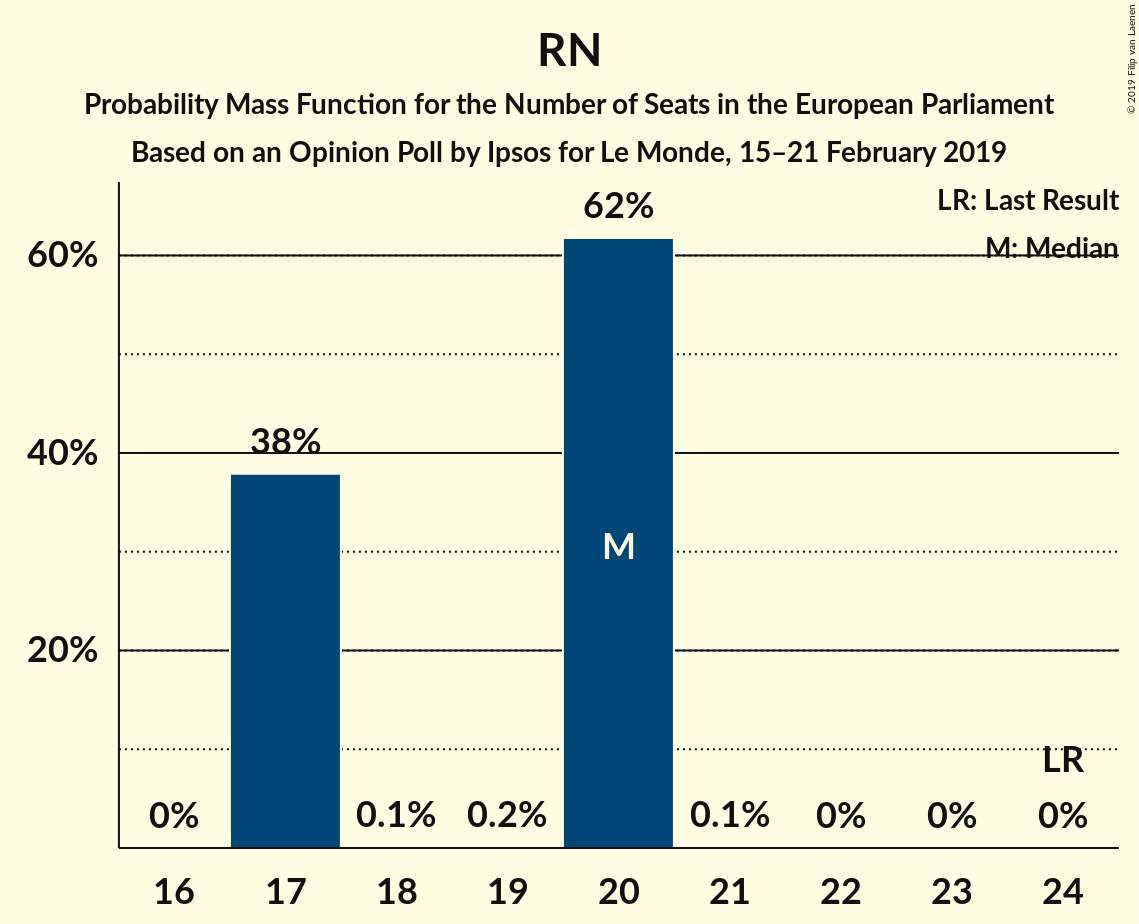 RN
Probability Mass Function for the Number of Seats in the European Parliament
Based on an Opinion Poll by Ipsos for Le Monde, 15–21 February 2019
© 2019 Filip van Laenen
LR: Last Result
M: Median
62%
60%
38%
40%
M
20%
LR
0% 0.1% 0.2% 0.1% 0% 0% 0%
16 17 18 19 20 21 22 23 24